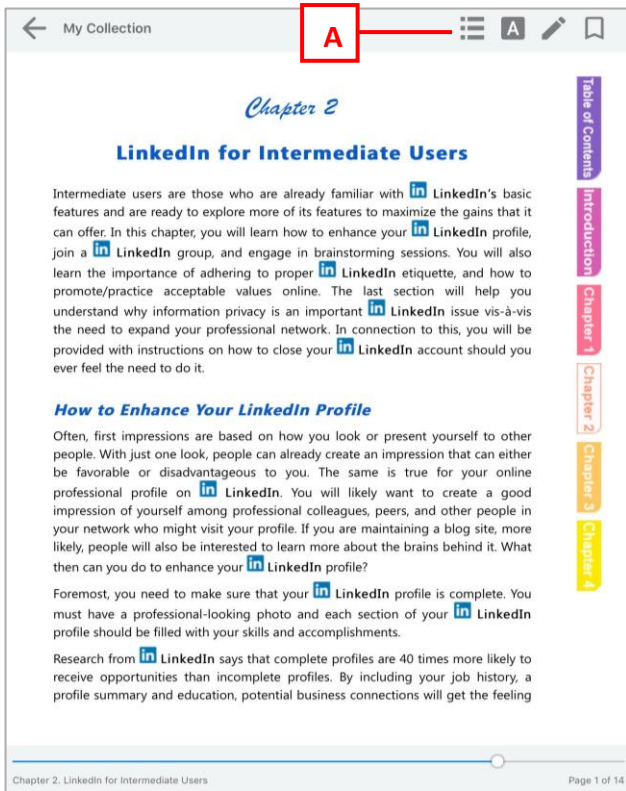 My Collection
A
A
Chapter 2
LinkedIn for Intermediate Users
Intermediate users are those who are already familiar with in LinkedIn's basic
features and are ready to explore more of its features to maximize the gains that it
can offer. In this chapter, you will learn how to enhance your in LinkedIn profile,
join a in LinkedIn group, and engage in brainstorming sessions. You will also
learn the importance of adhering to proper in LinkedIn etiquette, and how to
promote/practice acceptable values online. The last section will help you
understand why information privacy is an important in LinkedIn issue vis-à-vis
the need to expand your professional network. In connection to this, you will be
provided with instructions on how to close your in LinkedIn account should you
ever feel the need to do it.
How to Enhance Your LinkedIn Profile
Often, first impressions are based on how you look or present yourself to other
people. With just one look, people can already create an impression that can either
be favorable or disadvantageous to you. The same is true for your online
professional profile on in LinkedIn. You will likely want to create a good
impression of yourself among professional colleagues, peers, and other people in
your network who might visit your profile. If you are maintaining a blog site, more
likely, people will also be interested to learn more about the brains behind it. What
then can you do to enhance your in LinkedIn profile?
Foremost, you need to make sure that your in LinkedIn profile is complete. You
must have a professional-looking photo and each section of your in LinkedIn
profile should be filled with your skills and accomplishments.
Research from in LinkedIn says that complete profiles are 40 times more likely to
receive opportunities than incomplete profiles. By including your job history, a
profile summary and education, potential business connections will get the feeling
Table of Contents
Introduction
Chapter 1
Chapter 2
Chapter 3
Chapter 4
Chapter 2. LinkedIn for Intermediate Users
Page 1 of 14